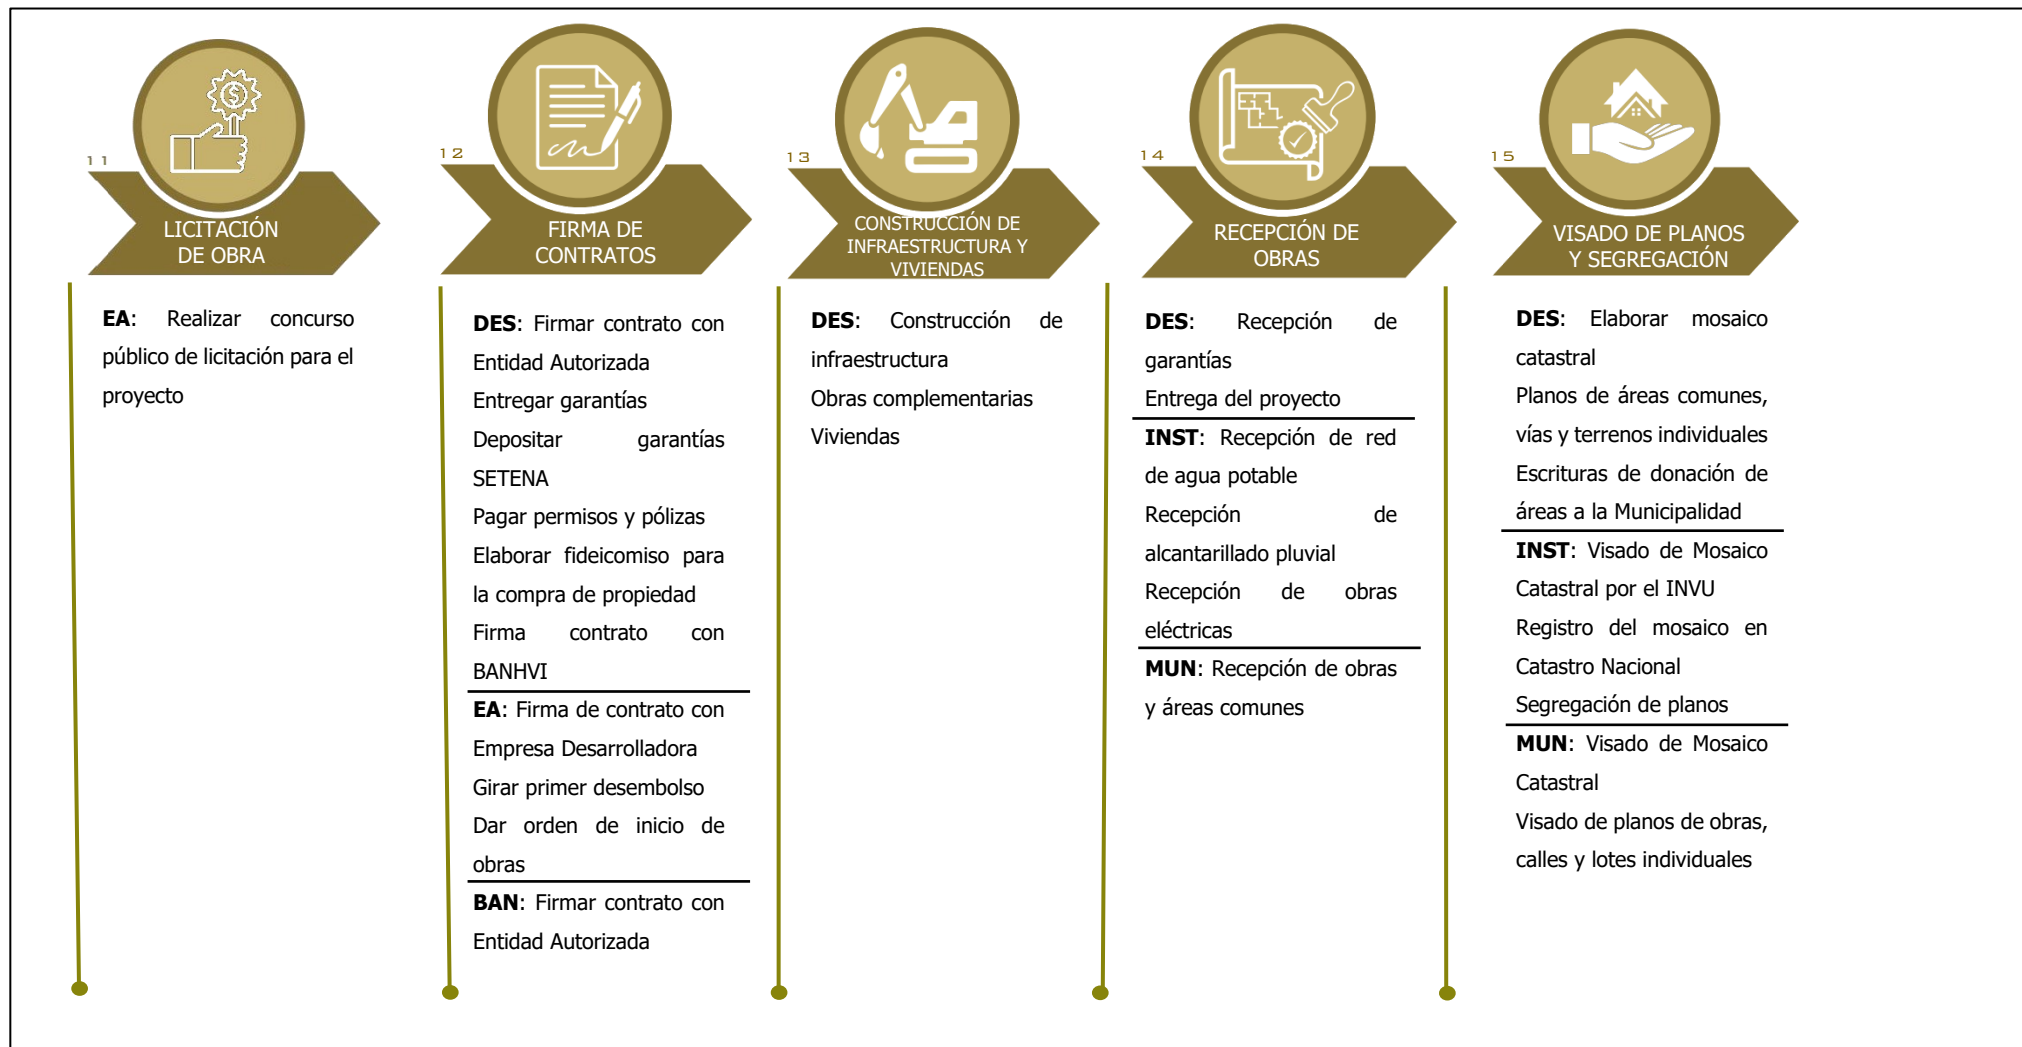 11
LICITACIÓN
DE OBRA
EA: Realizar concurso
público de licitación para el
proyecto
12
FIRMA DE
CONTRATOS
DES: Firmar contrato con
Entidad Autorizada
Entregar garantías
Depositar garantías
SETENA
Pagar permisos y pólizas
Elaborar fideicomiso para
la compra de propiedad
Firma contrato con
BANHVI
EA: Firma de contrato con
Empresa Desarrolladora
Girar primer desembolso
Dar orden de inicio de
obras
BAN: Firmar contrato con
Entidad Autorizada
13
CONSTRUCCIÓN DE
INFRAESTRUCTURA Y
VIVIENDAS
DES: Construcción de
infraestructura
Obras complementarias
Viviendas
14
RECEPCIÓN DE
OBRAS
DES: Recepción de
garantías
Entrega del proyecto
INST: Recepción de red
de agua potable
Recepción de
alcantarillado pluvial
Recepción de obras
eléctricas
MUN: Recepción de obras
y áreas comunes
15
VISADO DE PLANOS
Y SEGREGACIÓN
DES: Elaborar mosaico
catastral
Planos de áreas comunes,
vías y terrenos individuales
Escrituras de donación de
áreas a la Municipalidad
INST: Visado de Mosaico
Catastral por el INVU
Registro del mosaico en
Catastro Nacional
Segregación de planos
MUN: Visado de Mosaico
Catastral
Visado de planos de obras,
calles y lotes individuales